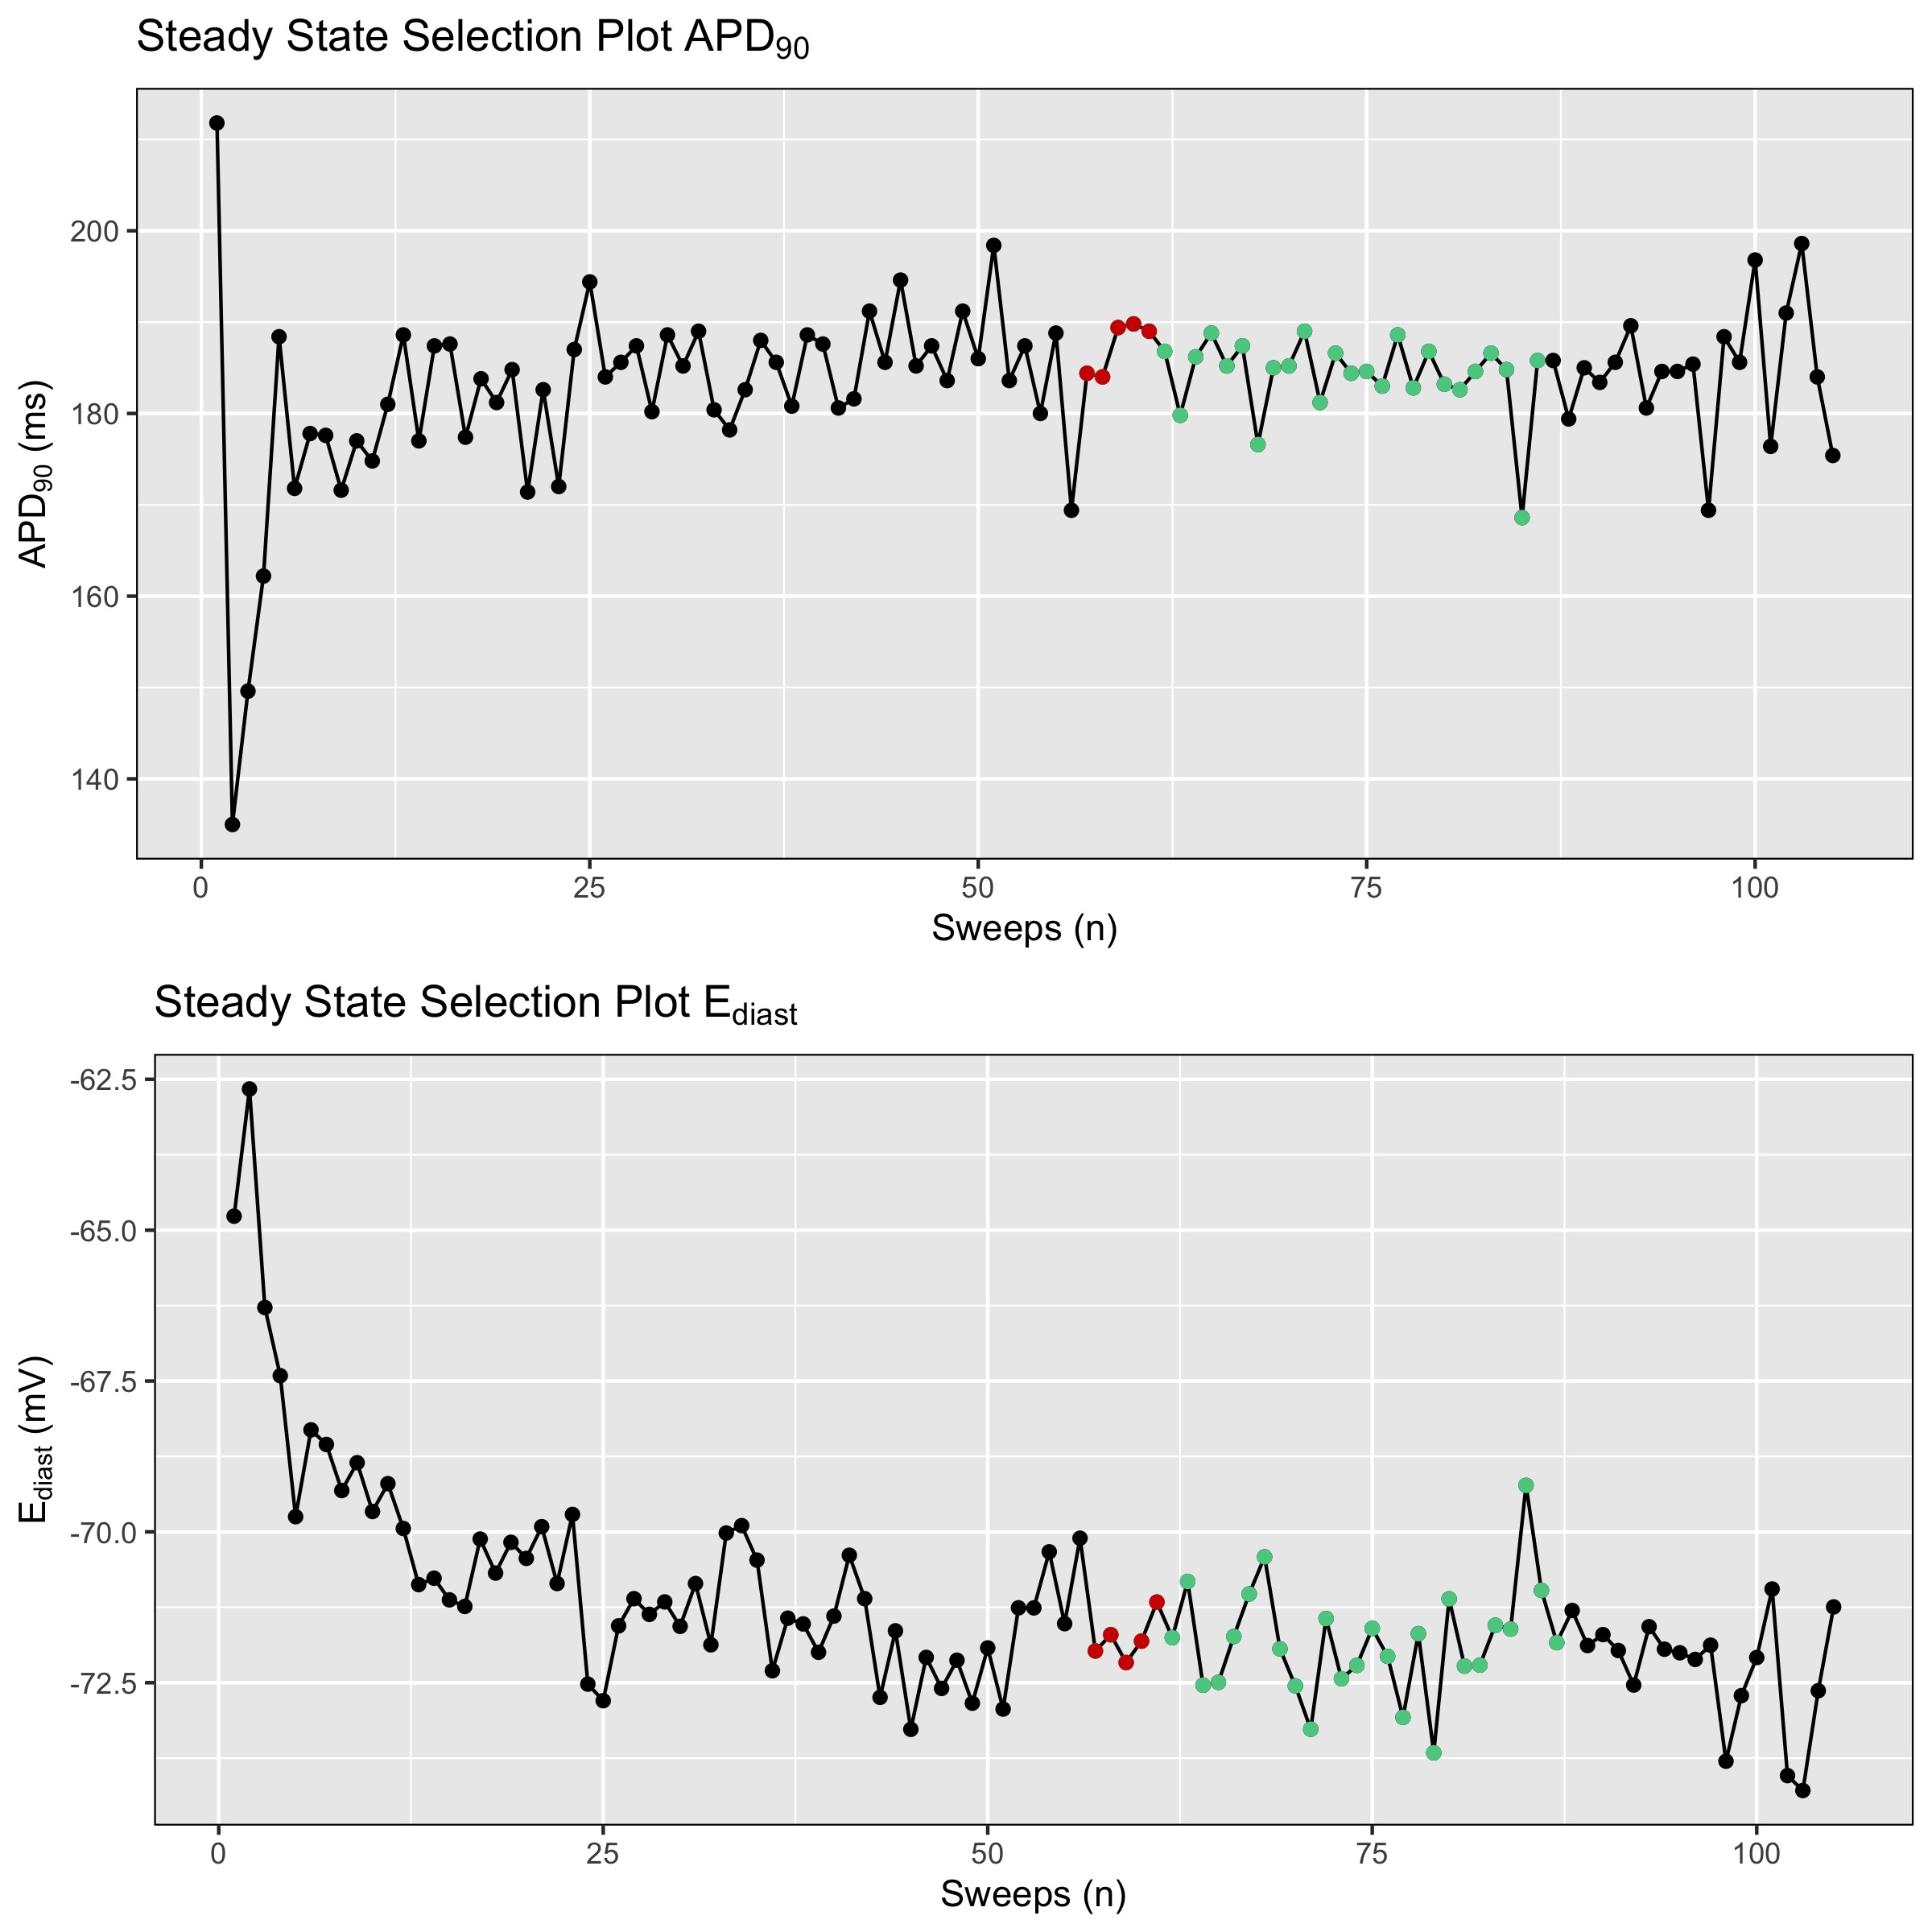 Steady State Selection Plot APD90
200
180
160
140
APD90 (ms)
0 25 50 75 100
Sweeps (n)
Steady State Selection Plot Ediast
-62.5
-65.0
-67.5
-70.0
-72.5
Ediast (mV)
0 25 50 75 100
Sweeps (n)